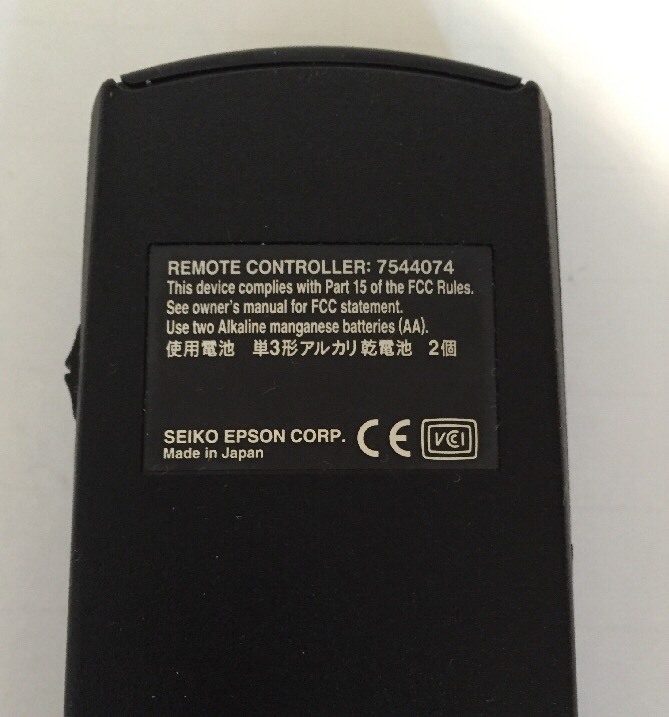 REMOTE CONTROLLER: 7544074
This device complies with Part 15 of the FCC Rules.
See owner's manual for FCC statement.
Use two Alkaline manganese batteries (AA).
使用電池 単3形アルカリ乾電池 2個
SEIKO EPSON CORP. CE VCI
Made in Japan